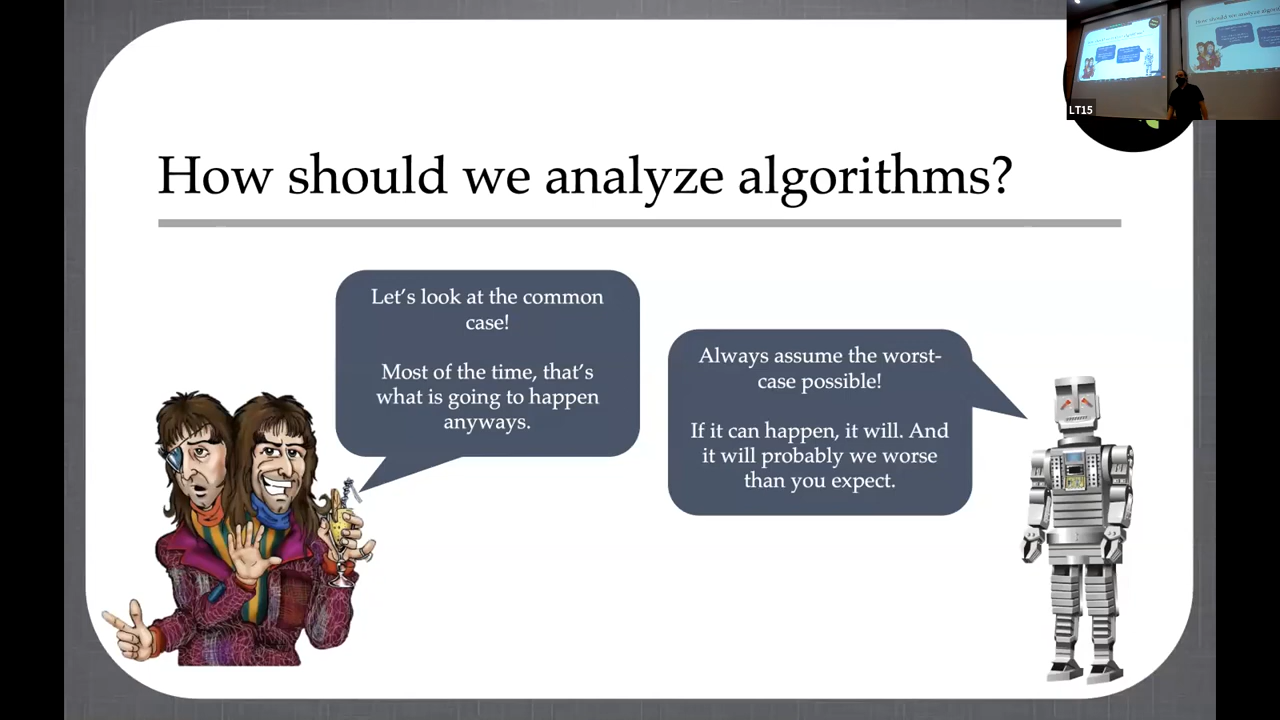 How should we analyze algorithms?
Let's look at the common
case!
Most of the time, that's
what is going to happen
anyways.
Always assume the worst-
case possible!
If it can happen, it will. And
it will probably we worse
than you expect.
LT15